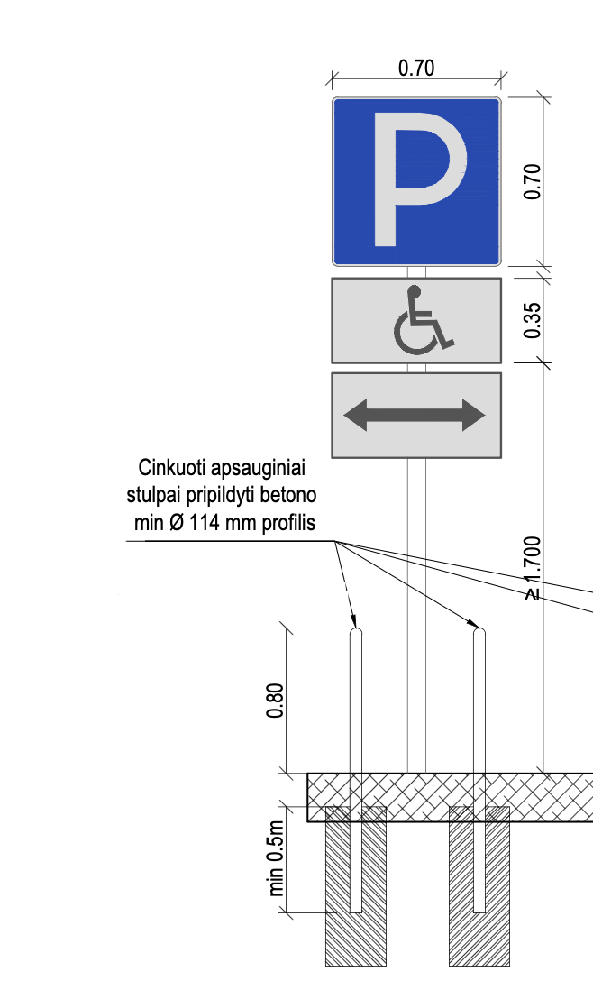 0.70
P
0.70
0.35
Cinkuoti apsauginiai
stulpai pripildyti betono
min Ø 114 mm profilis
≥ 1.700
0.80
min 0.5m